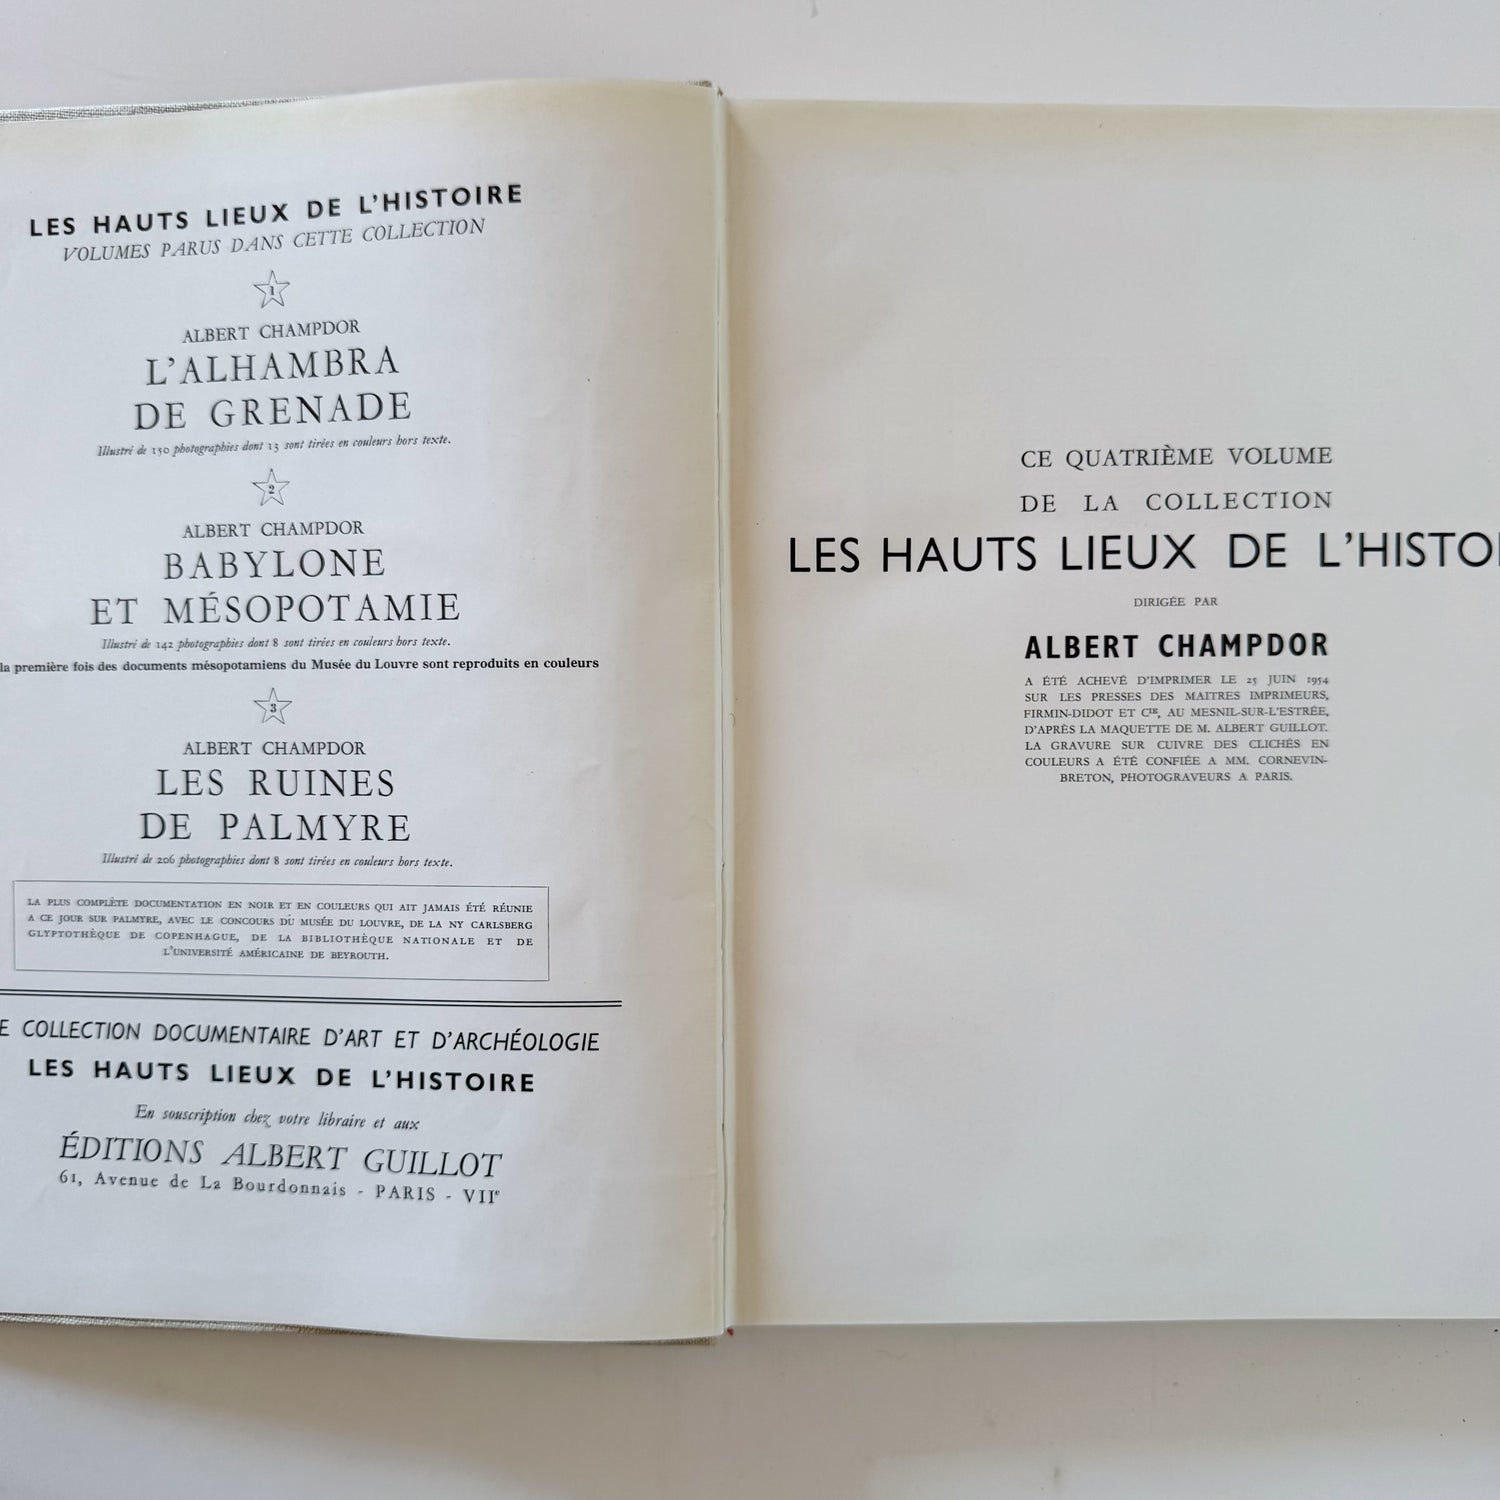 LES HAUTS LIEUX DE L'HISTOIRE
VOLUMES PARUS DANS CETTE COLLECTION
1
ALBERT CHAMPDOR
L'ALHAMBRA
DE GRENADE
Illustré de 130 photographies dont 13 sont tirées en couleurs hors texte.
2
ALBERT CHAMPDOR
BABYLONE
ET MÉSOPOTAMIE
Illustré de 142 photographies dont 8 sont tirées en couleurs hors texte.
la première fois des documents mésopotamiens du Musée du Louvre sont reproduits en couleurs
3
ALBERT CHAMPDOR
LES RUINES
DE PALMYRE
Illustré de 206 photographies dont 8 sont tirées en couleurs hors texte.
LA PLUS COMPLÈTE DOCUMENTATION EN NOIR ET EN COULEURS QUI AIT JAMAIS ÉTÉ RÉUNIE
A CE JOUR SUR PALMYRE, AVEC LE CONCOURS DU MUSÉE DU LOUVRE, DE LA NY CARLSBERG
GLYPTOTHÈQUE DE COPENHAGUE, DE LA BIBLIOTHÈQUE NATIONALE ET DE
L'UNIVERSITÉ AMÉRICAINE DE BEYROUTH.
E COLLECTION DOCUMENTAIRE D'ART ET D'ARCHÉOLOGIE
LES HAUTS LIEUX DE L'HISTOIRE
En souscription chez votre libraire et aux
ÉDITIONS ALBERT GUILLOT
61, Avenue de La Bourdonnais - PARIS - VIIe
CE QUATRIÈME VOLUME
DE LA COLLECTION
LES HAUTS LIEUX DE L'HISTOI
DIRIGÉE PAR
ALBERT CHAMPDOR
A ÉTÉ ACHEVÉ D'IMPRIMER LE 25 JUIN 1954
SUR LES PRESSES DES MAITRES IMPRIMEURS,
FIRMIN-DIDOT ET CIE, AU MESNIL-SUR-L'ESTRÉE,
D'APRÈS LA MAQUETTE DE M. ALBERT GUILLOT.
LA GRAVURE SUR CUIVRE DES CLICHÉS EN
COULEURS A ÉTÉ CONFIÉE A MM. CORNEVIN-
BRETON, PHOTOGRAVEURS A PARIS.